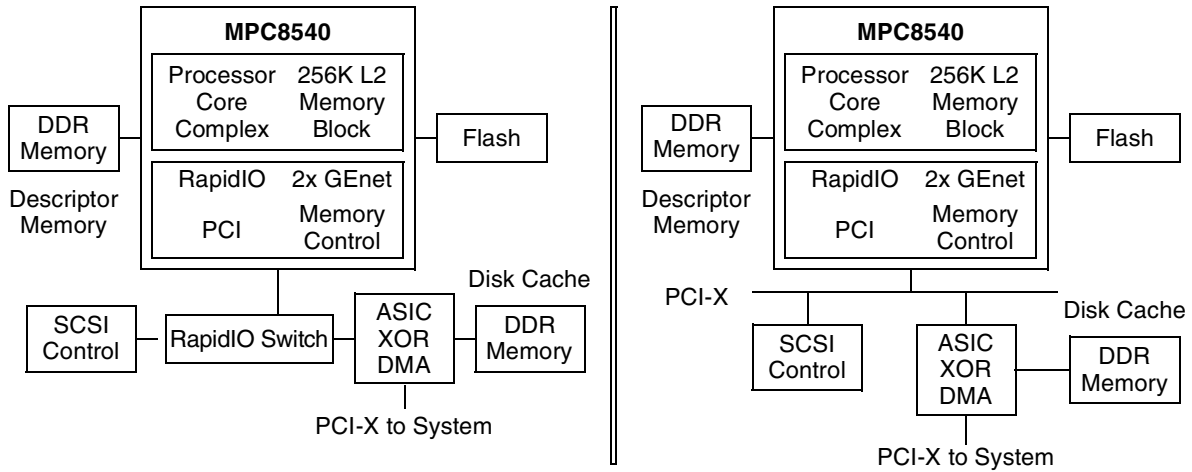 MPC8540
Processor
Core
Complex
256K L2
Memory
Block
DDR
Memory
Flash
Descriptor
Memory
RapidIO
2x GEnet
PCI
Memory
Control
Disk Cache
SCSI
Control
RapidIO Switch
ASIC
XOR
DMA
DDR
Memory
PCI-X to System
MPC8540
Processor
Core
Complex
256K L2
Memory
Block
DDR
Memory
Flash
Descriptor
Memory
RapidIO
2x GEnet
PCI
Memory
Control
PCI-X
Disk Cache
SCSI
Control
ASIC
XOR
DMA
DDR
Memory
PCI-X to System